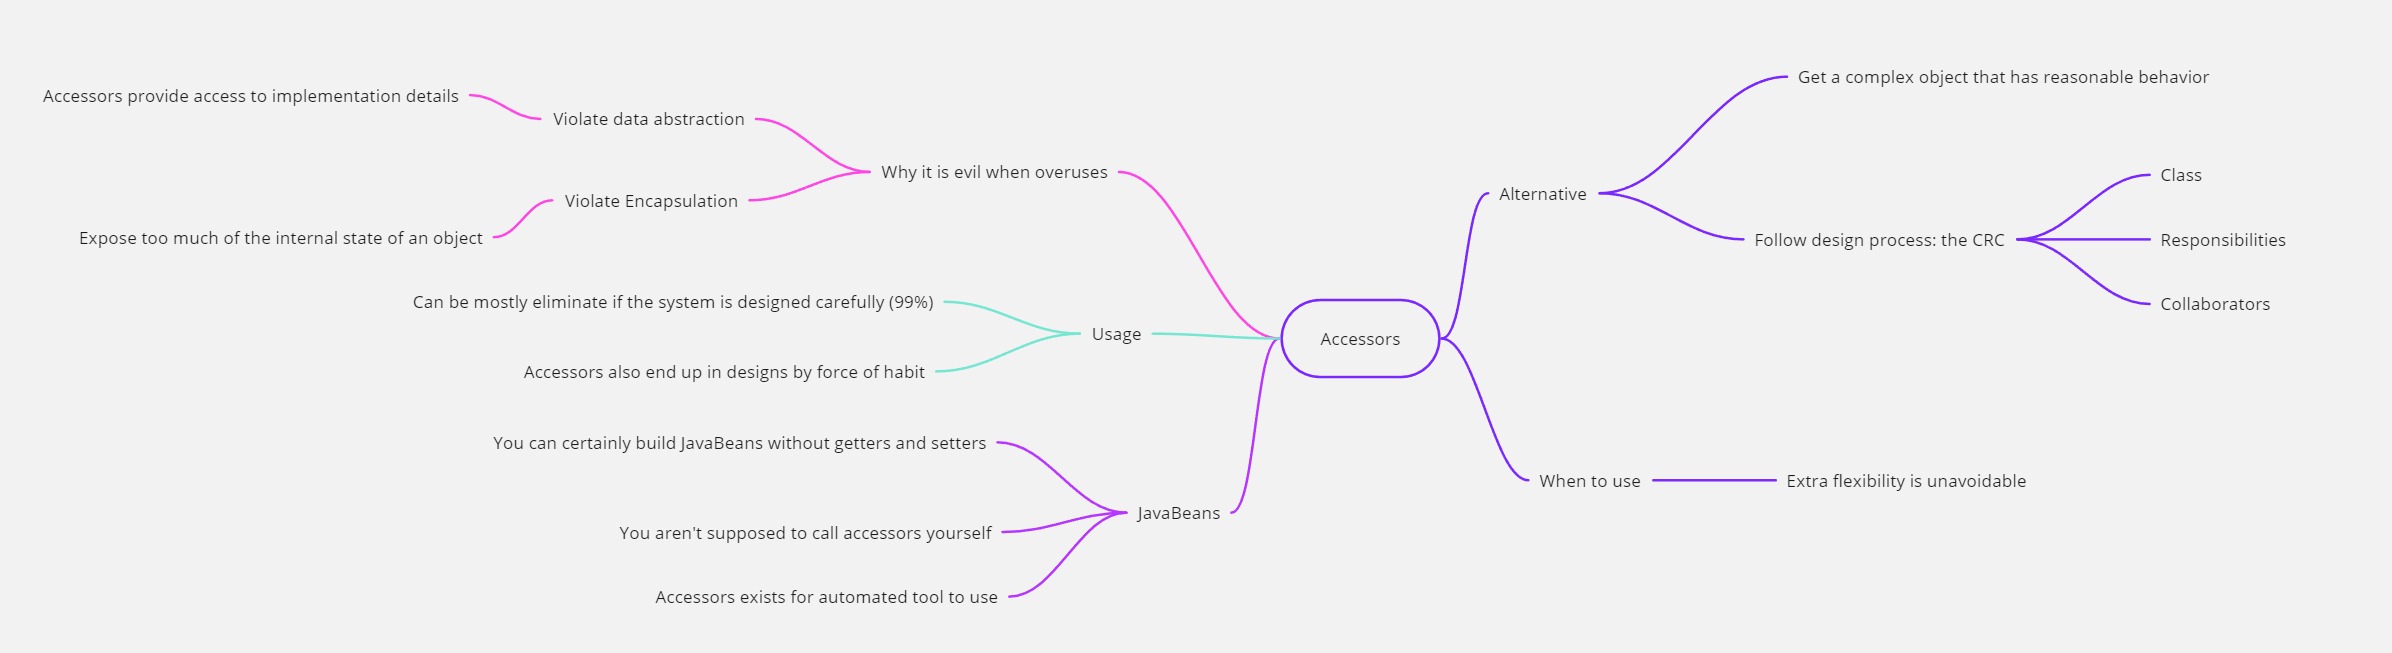 Accessors provide access to implementation details
Violate data abstraction
Why it is evil when overuses
Violate Encapsulation
Expose too much of the internal state of an object
Can be mostly eliminate if the system is designed carefully (99%)
Usage
Accessors also end up in designs by force of habit
You can certainly build JavaBeans without getters and setters
JavaBeans
You aren't supposed to call accessors yourself
Accessors exists for automated tool to use
Accessors
Alternative
Get a complex object that has reasonable behavior
Follow design process: the CRC
Class
Responsibilities
Collaborators
When to use
Extra flexibility is unavoidable